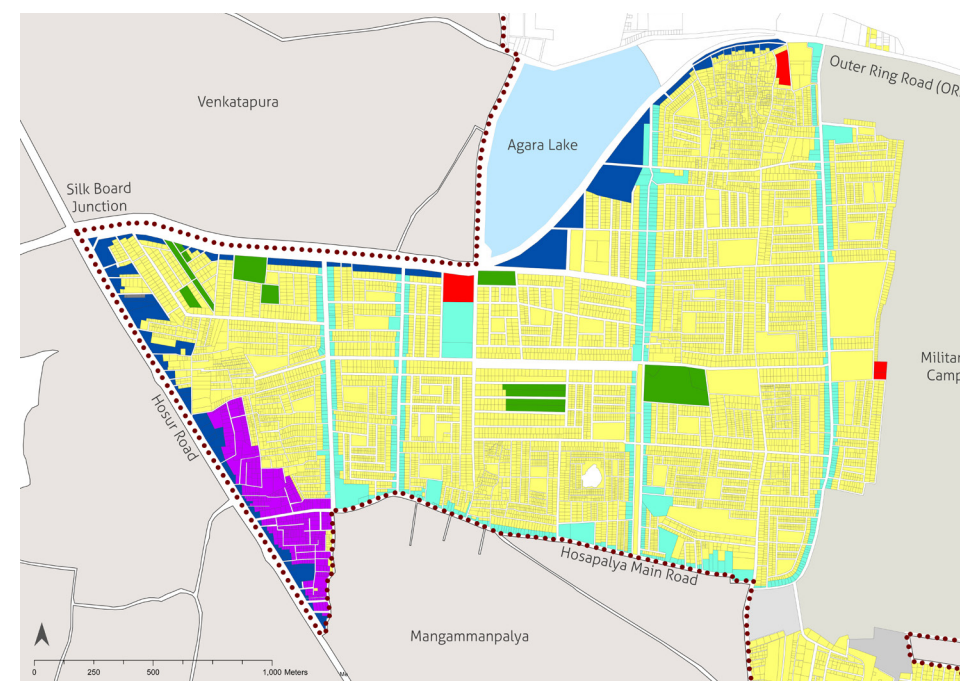 Outer Ring Road (OR
Venkatapura
Agara Lake
Silk Board
Junction
Militar
Camp
Hosur Road
Hosapalya Main Road
Mangammanpalya
0 250 500 1,000 Meters
Ma